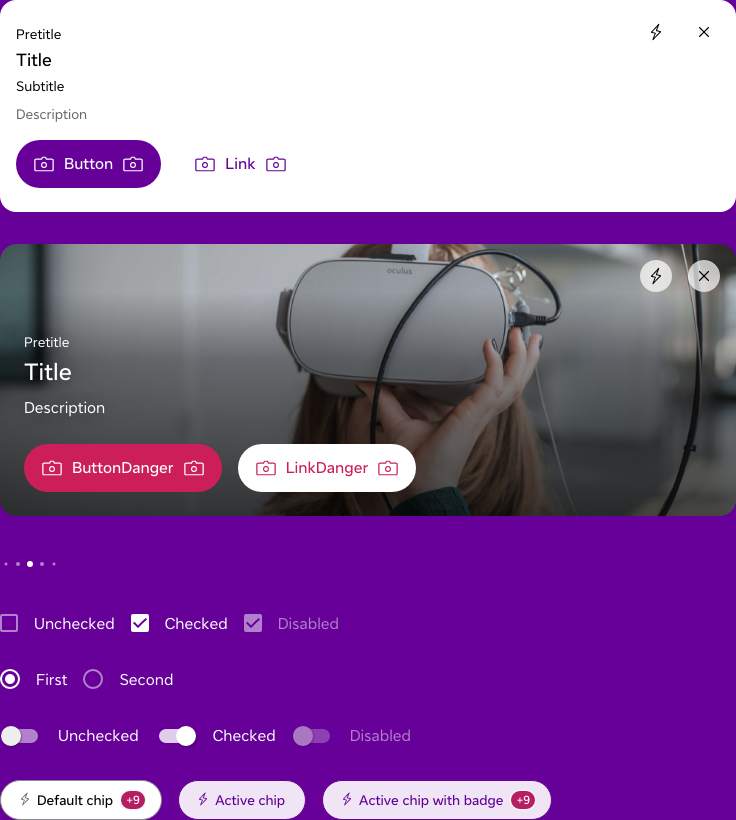 Pretitle
Title
Subtitle
Description
Button Link
oculus
Pretitle
Title
Description
ButtonDanger LinkDanger
Unchecked Checked Disabled
First Second
Unchecked Checked Disabled
Default chip +9 Active chip Active chip with badge +9